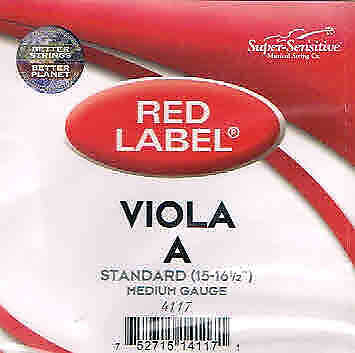 BETTER
STRINGS
BETTER
PLANET
Super-Sensitive
Musical String Co.
RED
LABEL®
VIOLA
A
STANDARD (15-16½")
MEDIUM GAUGE
4117
7 52715 14117 1